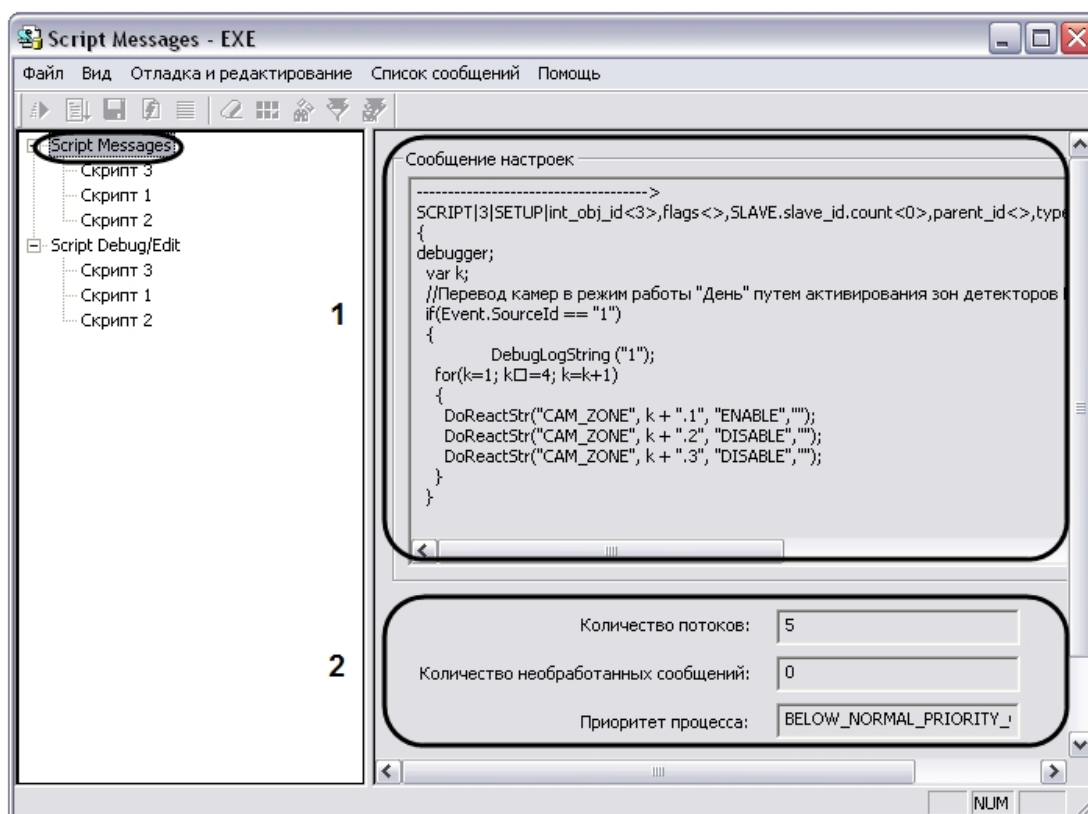 Script Messages - EXE
Файл Вид Отладка и редактирование Список сообщений Помощь
Script Messages
Скрипт 3
Скрипт 1
Скрипт 2
Script Debug/Edit
Скрипт 3
Скрипт 1
Скрипт 2
1
Сообщение настроек
------------------------------------->
SCRIPT|3|SETUP|int_obj_id<3>,flags<>,SLAVE.slave_id.count<0>,parent_id<>,type
{
debugger;
var k;
//Перевод камер в режим работы "День" путем активирования зон детекторов
if(Event.SourceId == "1")
{
DebugLogString ("1");
for(k=1; k□=4; k=k+1)
{
DoReactStr("CAM_ZONE", k + ".1", "ENABLE","");
DoReactStr("CAM_ZONE", k + ".2", "DISABLE","");
DoReactStr("CAM_ZONE", k + ".3", "DISABLE","");
}
}
2
Количество потоков: 5
Количество необработанных сообщений: 0
Приоритет процесса: BELOW_NORMAL_PRIORITY_
NUM